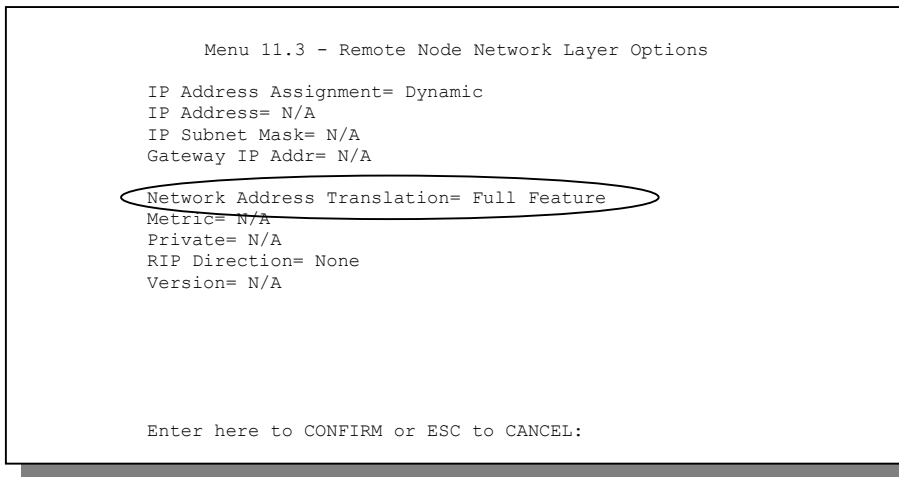 Menu 11.3 - Remote Node Network Layer Options
IP Address Assignment= Dynamic
IP Address= N/A
IP Subnet Mask= N/A
Gateway IP Addr= N/A
Network Address Translation= Full Feature
Metric= N/A
Private= N/A
RIP Direction= None
Version= N/A
Enter here to CONFIRM or ESC to CANCEL: